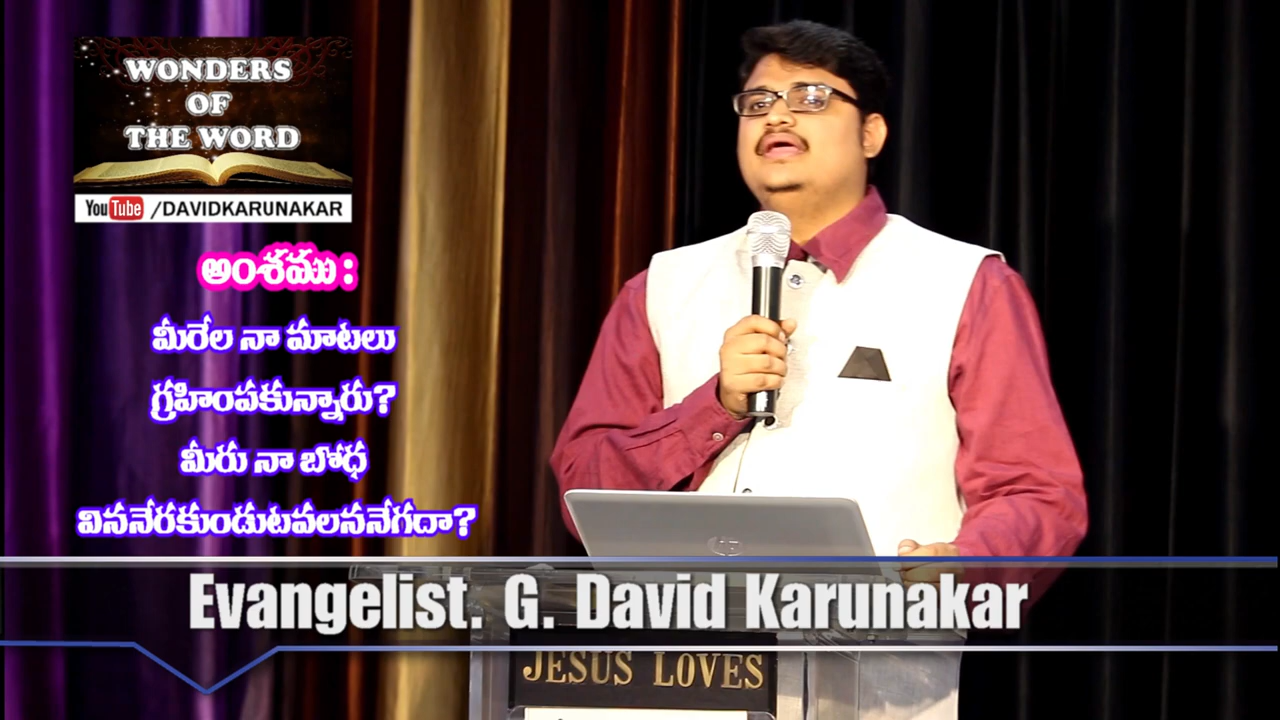 WONDERS
OF
THE WORD
YouTube /DAVIDKARUNAKAR
అంశము :
మీరేల నా మాటలు
గ్రహింపకున్నారు?
మీరు నా బోధ
విననేరకుండుటవలననేగదా?
hp
Evangelist. G. David Karunakar
JESUS LOVES